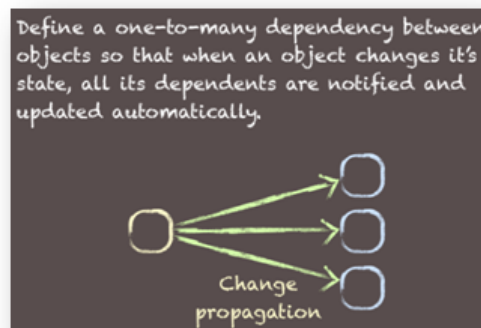 Define a one-to-many dependency between
objects so that when an object changes it's
state, all its dependents are notified and
updated automatically.
Change
propagation